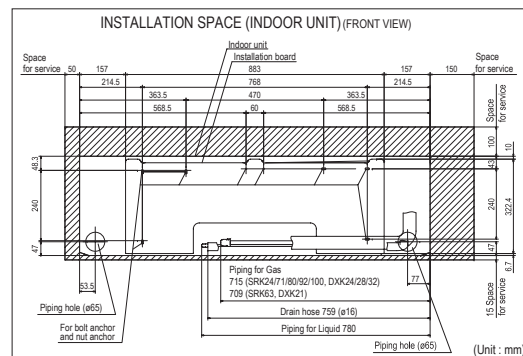 INSTALLATION SPACE (INDOOR UNIT) (FRONT VIEW)
Space
for service
50
157
Indoor unit
Installation board
883
157
150
Space
for service
214.5
768
214.5
363.5
470
363.5
568.5
60
568.5
Space
for service
100
10
48.3
43
240
240
322.4
47
47
53.5
77
6.7
15
Space
for service
Piping for Gas
715 (SRK24/71/80/92/100, DXK24/28/32)
709 (SRK63, DXK21)
Piping hole (ø65)
Drain hose 759 (ø16)
For bolt anchor
and nut anchor
Piping for Liquid 780
Piping hole (ø65)
(Unit : mm)